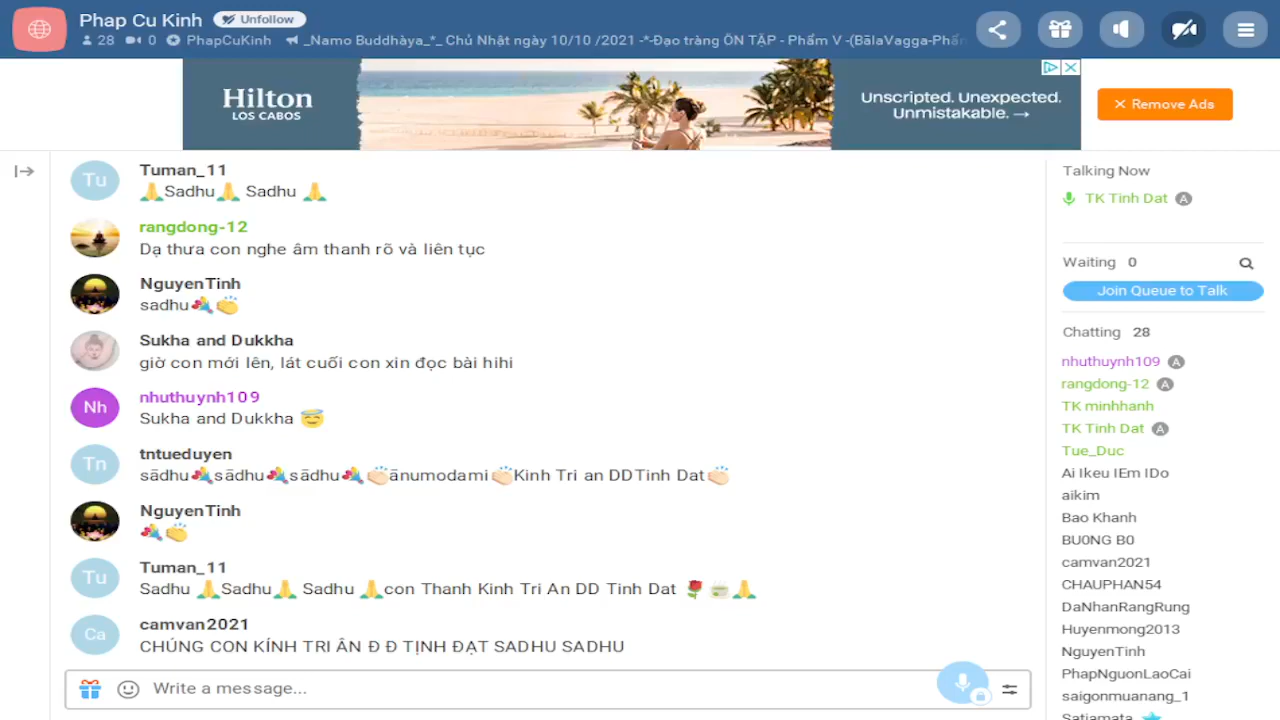 Phap Cu Kinh
Unfollow
28 0 PhapCuKinh _Namo Buddhàya_*_ Chủ Nhật ngày 10/10 /2021 -*-Đạo tràng ÔN TẬP - Phẩm V -(BālaVagga-Phẩm
Hilton
LOS CABOS
Unscripted. Unexpected.
Unmistakable. →
Remove Ads
Tuman_11
Sadhu Sadhu
rangdong-12
Dạ thưa con nghe âm thanh rõ và liên tục
NguyenTinh
sadhu
Sukha and Dukkha
giờ con mới lên, lát cuối con xin đọc bài hihi
Nh
nhuthuynh109
Sukha and Dukkha
Tn
tntueduyen
sādhu sādhu sādhu ānumodami Kinh Tri an DDTinh Dat
NguyenTinh
Tu
Tuman_11
Sadhu Sadhu Sadhu con Thanh Kinh Tri An DD Tinh Dat
Ca
camvan2021
CHÚNG CON KÍNH TRI ÂN Đ Đ TỊNH ĐẠT SADHU SADHU
Write a message...
Tu
Talking Now
TK Tinh Dat A
Waiting 0
Join Queue to Talk
Chatting 28
nhuthuynh109 A
rangdong-12 A
TK minhhanh
TK Tinh Dat A
Tue_Duc
Ai lkeu IEm IDo
aikim
Bao Khanh
BU0NG B0
camvan2021
CHAUPHAN54
DaNhanRangRung
Huyenmong2013
NguyenTinh
PhapNguonLaoCai
saigonmuanang_1
Satiamata